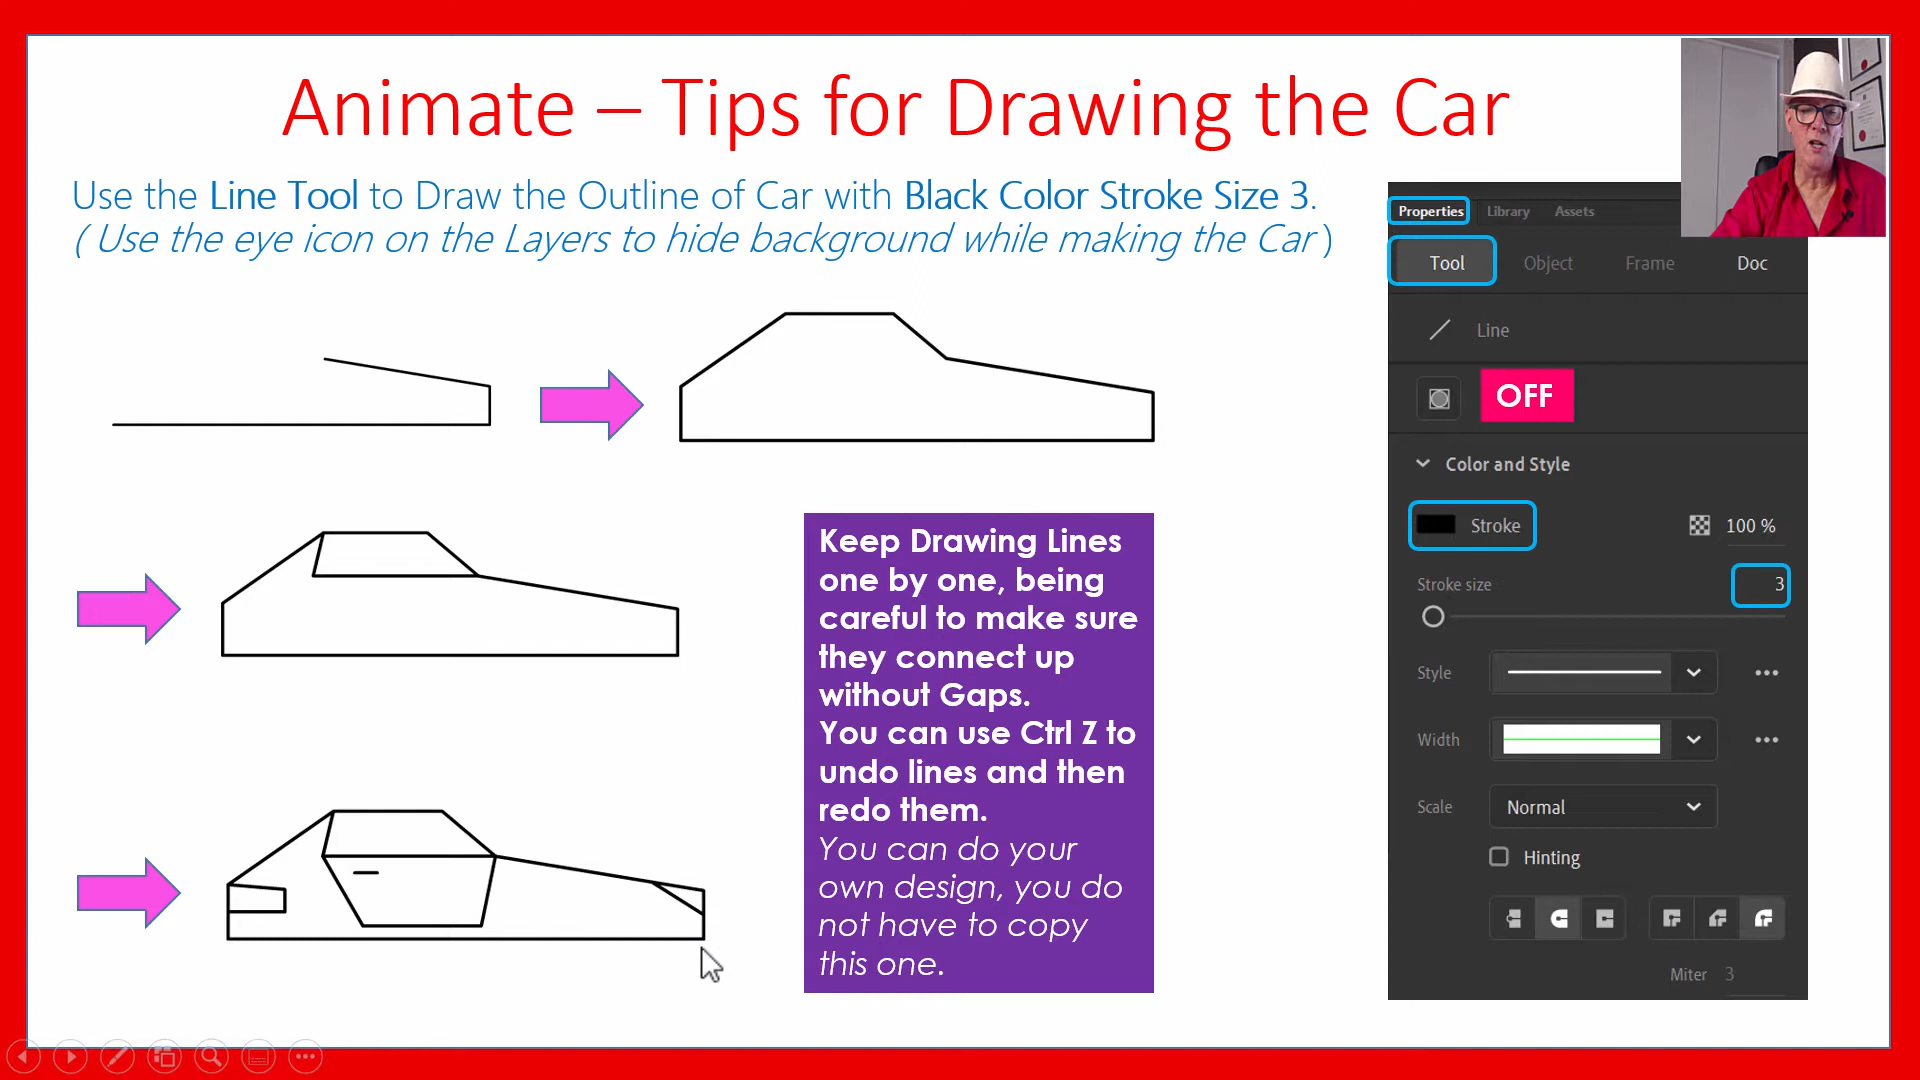 Animate – Tips for Drawing the Car
Use the Line Tool to Draw the Outline of Car with Black Color Stroke Size 3.
( Use the eye icon on the Layers to hide background while making the Car )
Keep Drawing Lines
one by one, being
careful to make sure
they connect up
without Gaps.
You can use Ctrl Z to
undo lines and then
redo them.
You can do your
own design, you do
not have to copy
this one.
Properties Library Assets
Tool Object Frame Doc
Line
OFF
Color and Style
Stroke 100 %
Stroke size 3
Style
Width
Scale Normal
Hinting
Miter 3